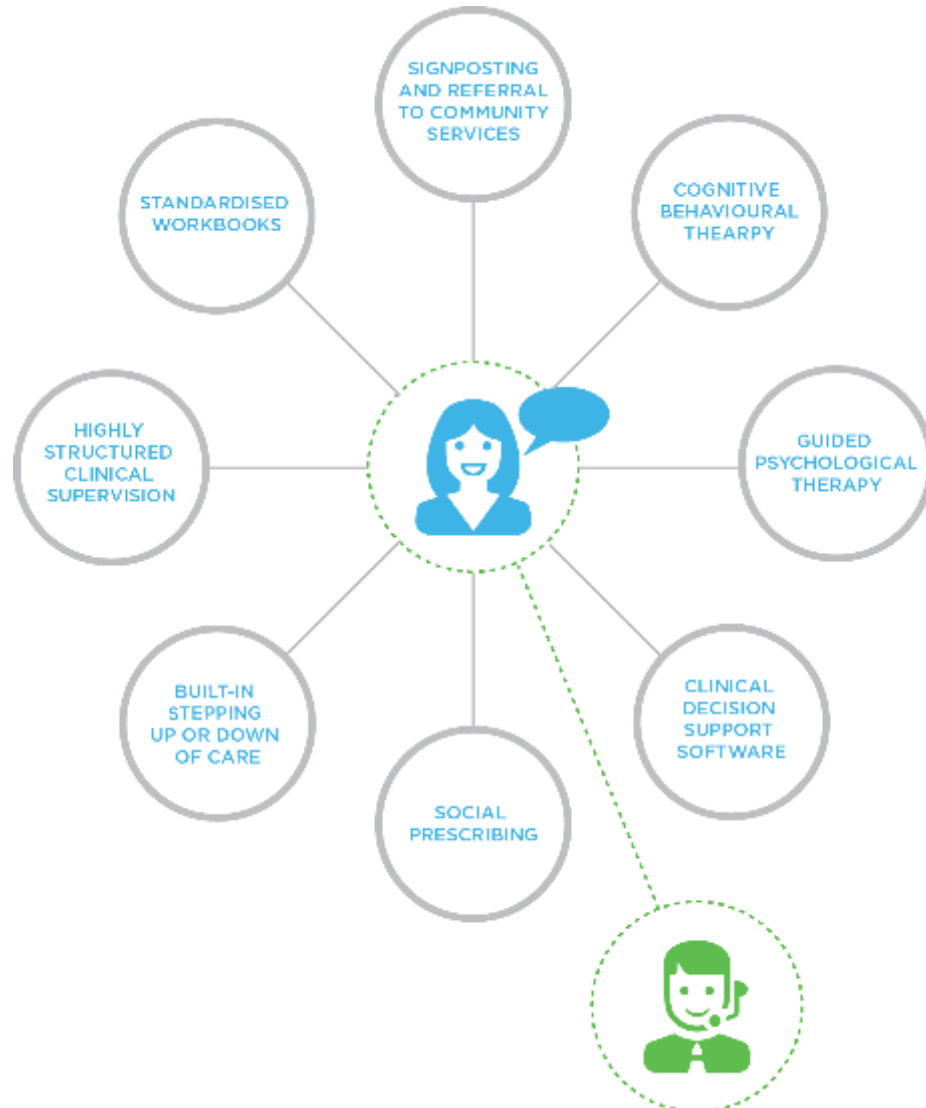 SIGNPOSTING
AND REFERRAL
TO COMMUNITY
SERVICES
COGNITIVE
BEHAVIOURAL
THEARPY
STANDARDISED
WORKBOOKS
HIGHLY
STRUCTURED
CLINICAL
SUPERVISION
GUIDED
PSYCHOLOGICAL
THERAPY
BUILT-IN
STEPPING
UP OR DOWN
OF CARE
CLINICAL
DECISION
SUPPORT
SOFTWARE
SOCIAL
PRESCRIBING